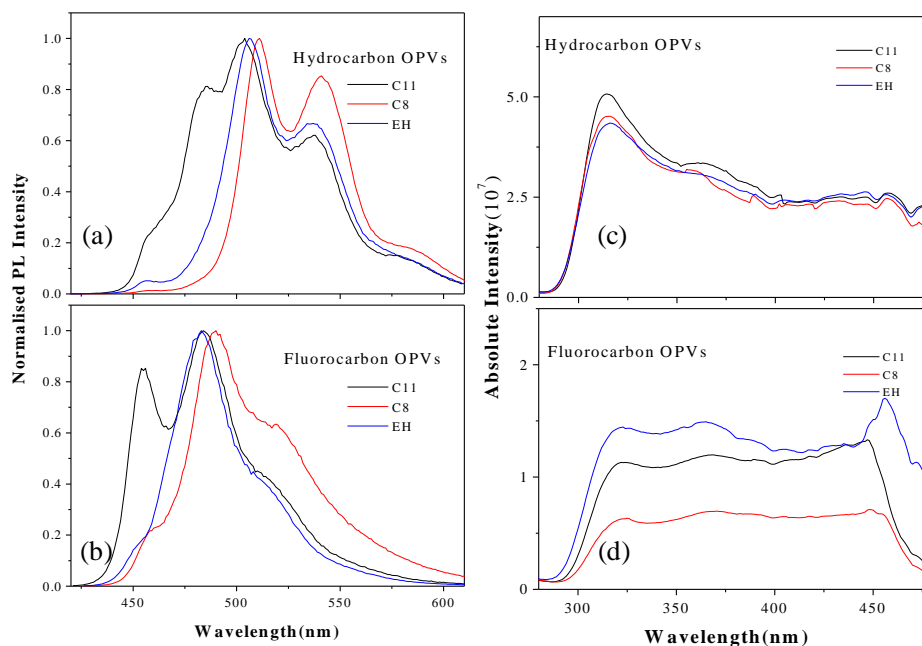 Normalised PL Intensity
1.0
0.8
0.6
0.4
0.2
0.0
Hydrocarbon OPVs
C11
C8
EH
(a)
1.0
0.8
0.6
0.4
0.2
0.0
Fluorocarbon OPVs
C11
C8
EH
(b)
450 500 550 600
Wavelength(nm)
Absolute Intensity(10⁷)
5.0
2.5
0.0
Hydrocarbon OPVs
C11
C8
EH
(c)
2
1
0
Fluorocarbon OPVs
C11
C8
EH
(d)
300 350 400 450
Wavelength(nm)